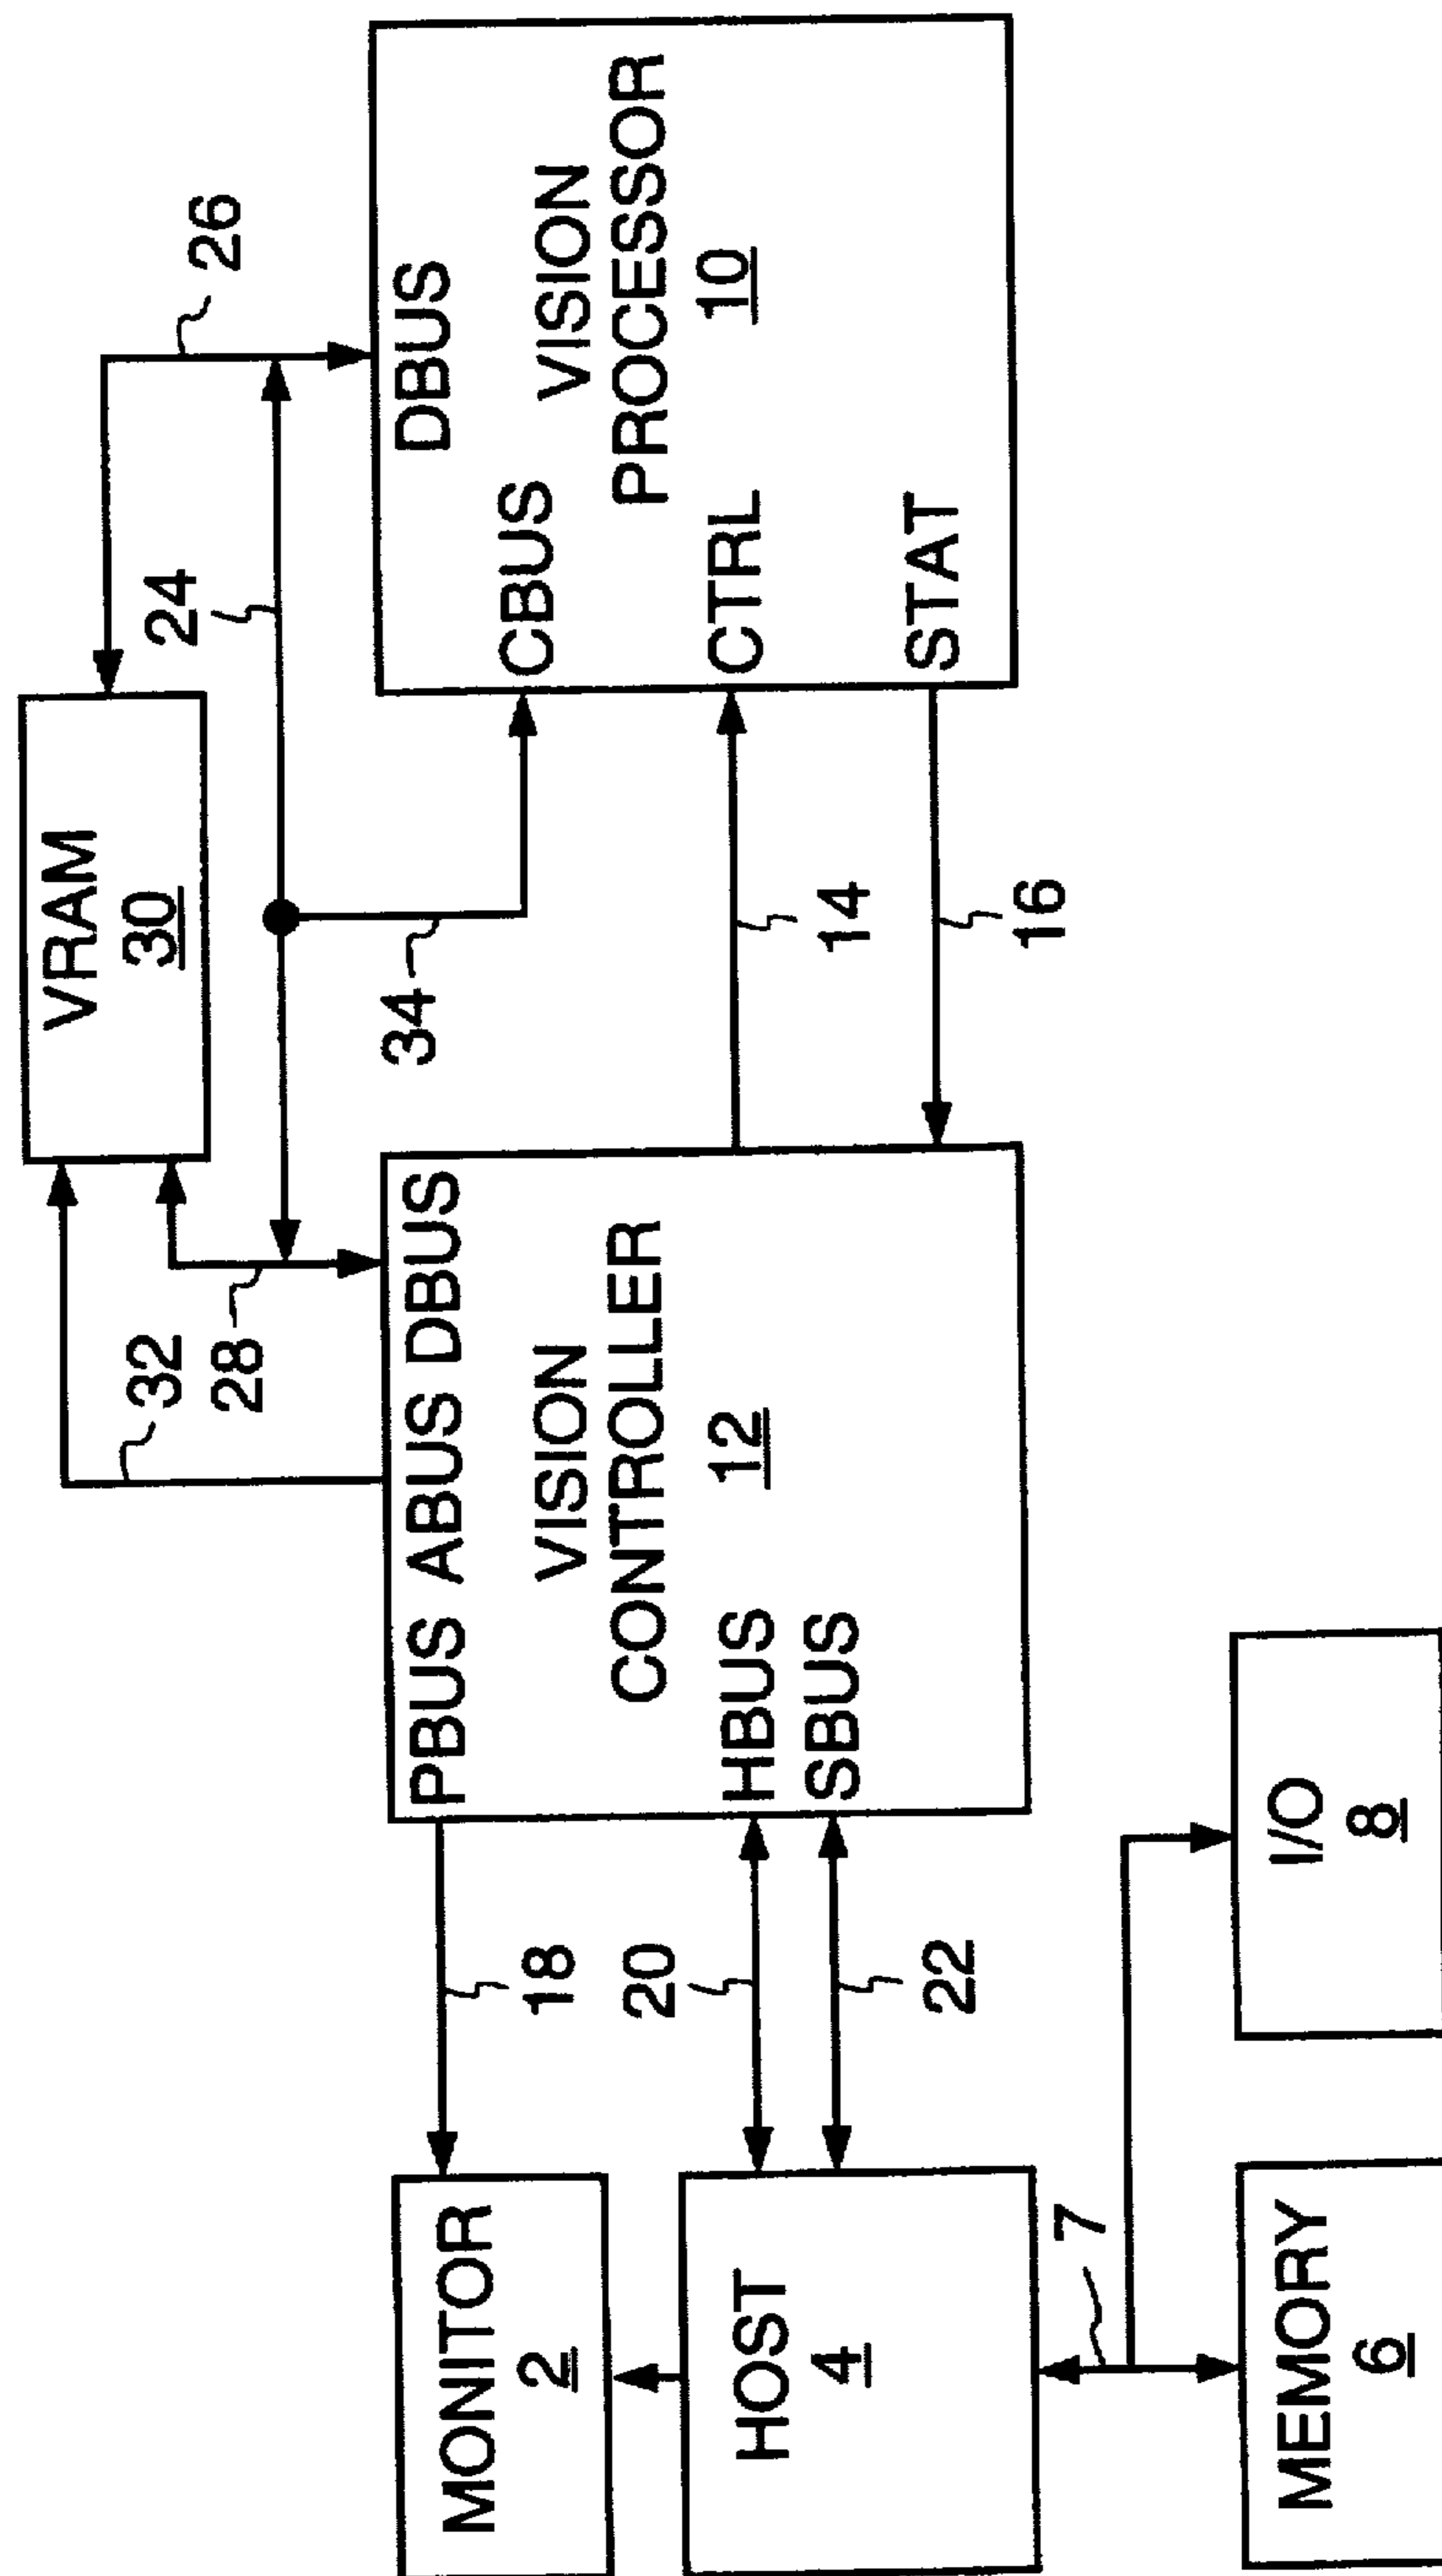 VRAM
30
32
28
24
26
34
MONITOR
2
18
PBUS ABUS DBUS
VISION
CONTROLLER
12
HBUS
SBUS
20
22
14
16
DBUS
CBUS
VISION
PROCESSOR
10
CTRL
STAT
HOST
4
7
MEMORY
6
I/O
8